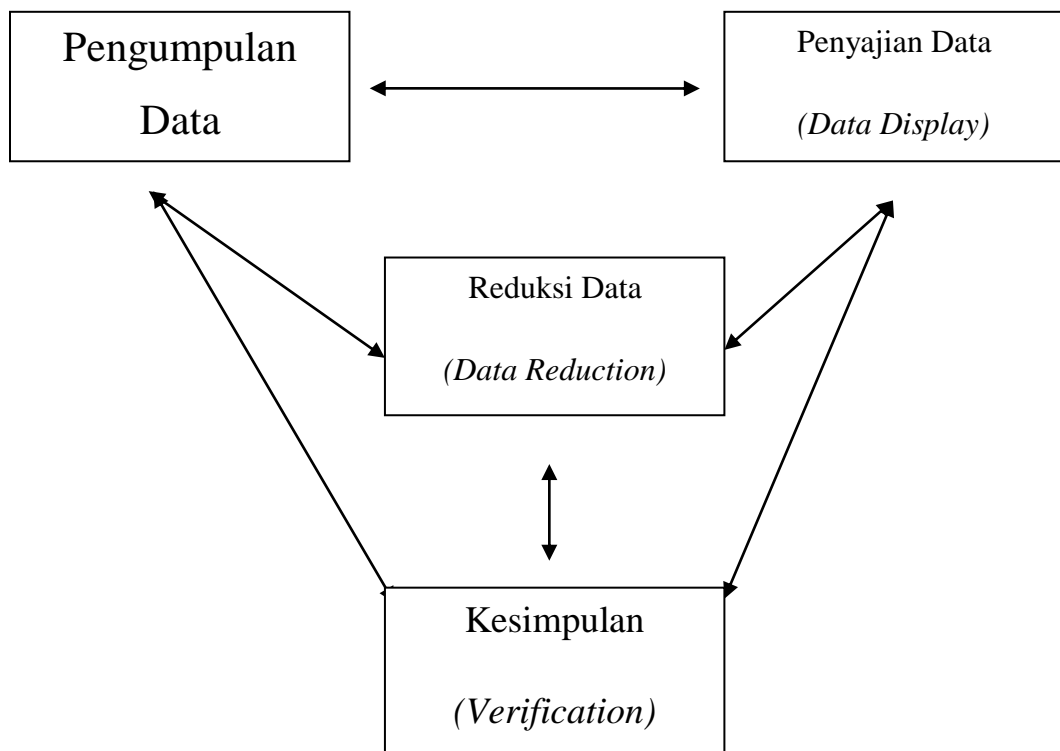 Pengumpulan
Data
Penyajian Data
(Data Display)
Reduksi Data
(Data Reduction)
Kesimpulan
(Verification)